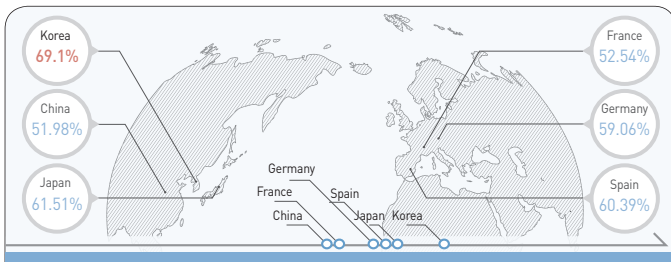 Korea
69.1%
China
51.98%
Japan
61.51%
France
52.54%
Germany
59.06%
Spain
60.39%
Germany
France
Spain
China
Japan
Korea